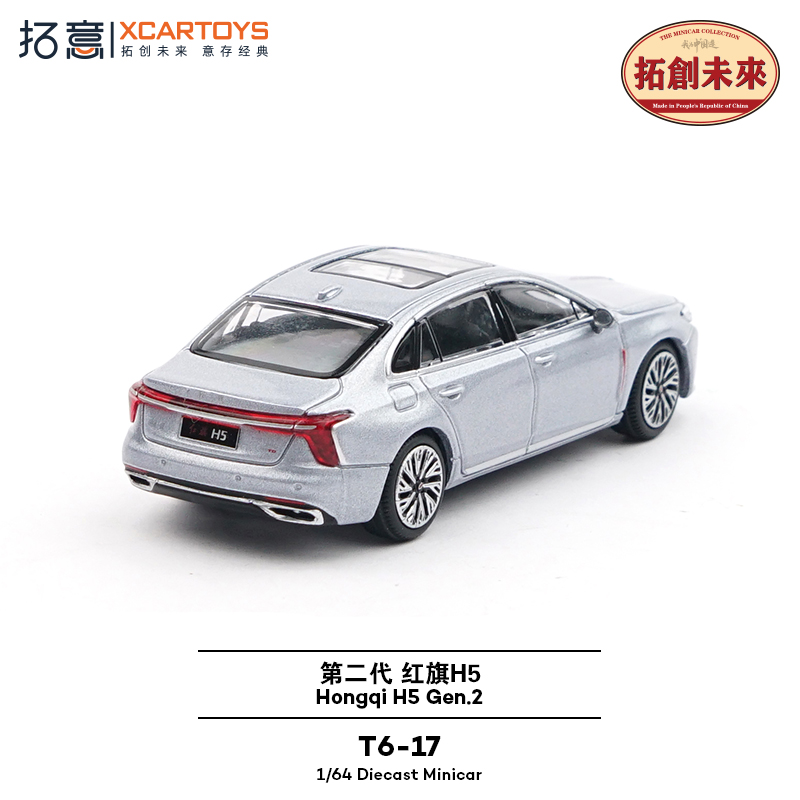 拓意 XCARTOYS
拓创未来 意存经典
THE MINICAR COLLECTION
拓創未來
Made in People's Republic of China
H5
第二代 红旗H5
Hongqi H5 Gen.2
T6-17
1/64 Diecast Minicar